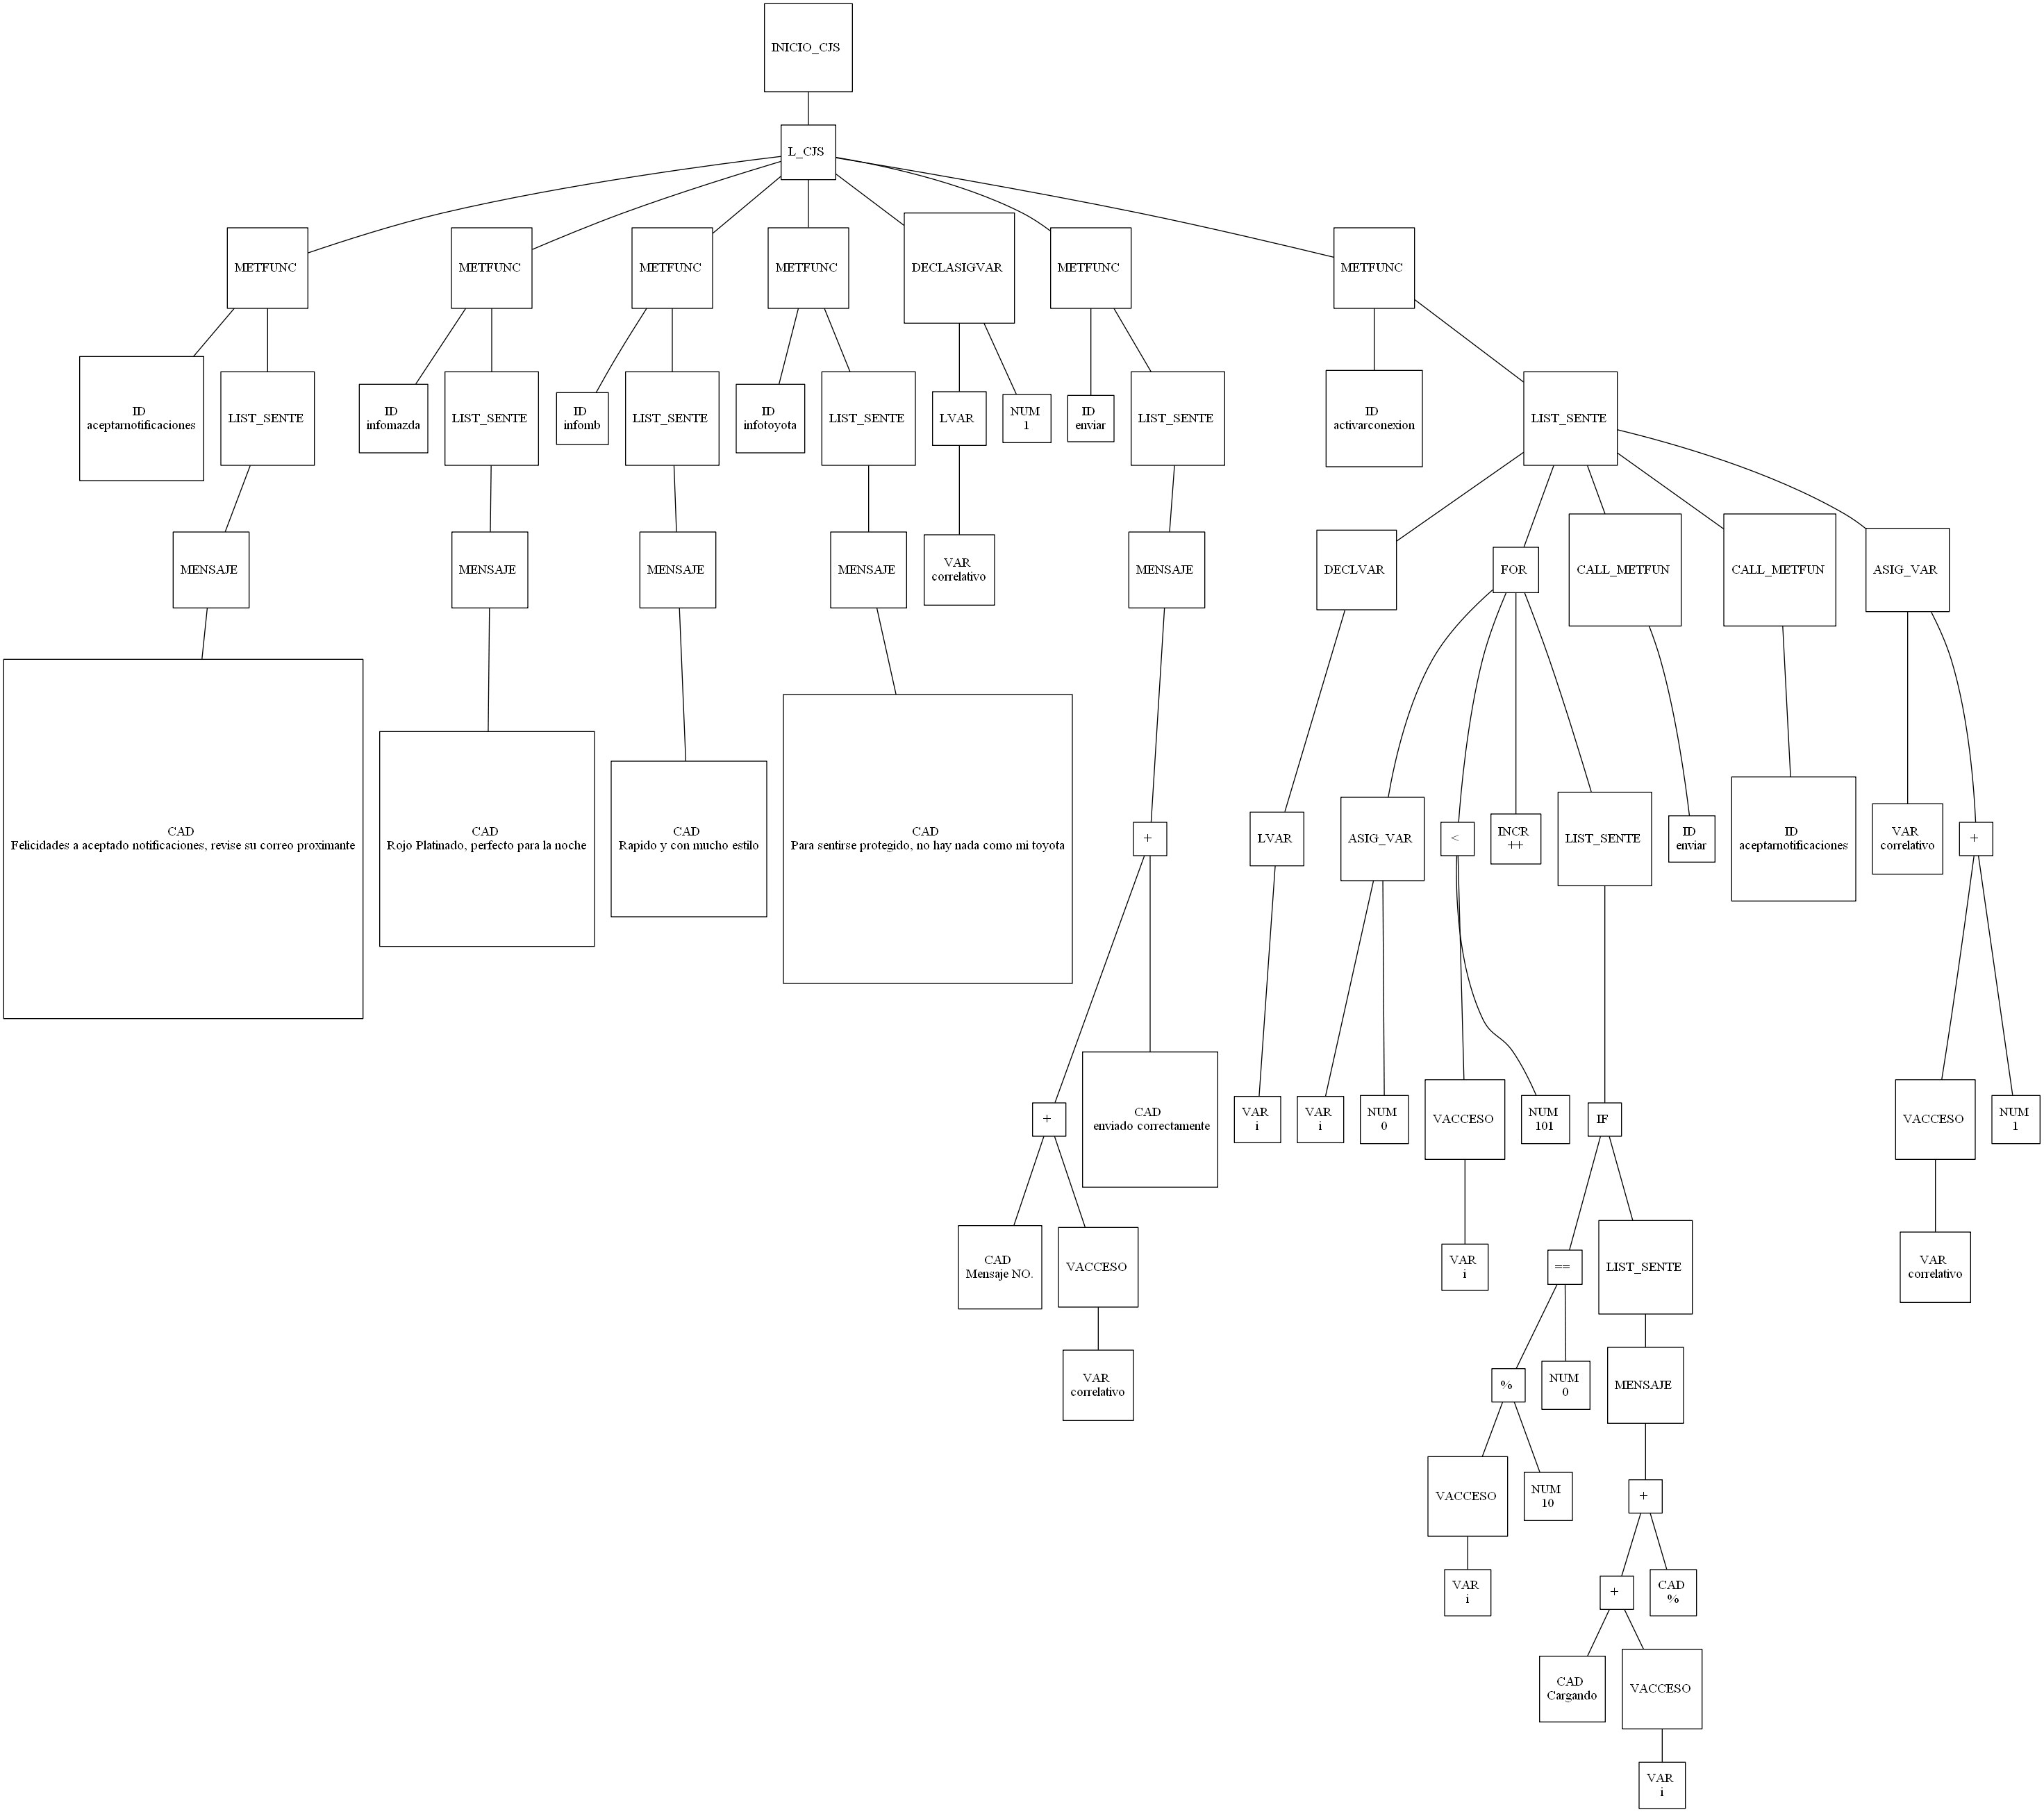 INICIO_CJS
L_CJS
METFUNC
METFUNC
METFUNC
METFUNC
DECLASIGVAR
METFUNC
METFUNC
ID
aceptarnotificaciones
LIST_SENTE
ID
infomazda
LIST_SENTE
ID
infomb
LIST_SENTE
ID
infotoyota
LIST_SENTE
LVAR
NUM
1
ID
enviar
LIST_SENTE
ID
activarconexion
LIST_SENTE
MENSAJE
MENSAJE
MENSAJE
MENSAJE
VAR
correlativo
MENSAJE
DECLVAR
FOR
CALL_METFUN
CALL_METFUN
ASIG_VAR
CAD
Felicidades a aceptado notificaciones, revise su correo proximante
CAD
Rojo Platinado, perfecto para la noche
CAD
Rapido y con mucho estilo
CAD
Para sentirse protegido, no hay nada como mi toyota
+
LVAR
ASIG_VAR
<
INCR
++
LIST_SENTE
ID
enviar
ID
aceptarnotificaciones
VAR
correlativo
+
+
CAD
enviado correctamente
VAR
i
VAR
i
NUM
0
VACCESO
NUM
101
IF
VACCESO
NUM
1
CAD
Mensaje NO.
VACCESO
VAR
i
==
LIST_SENTE
VAR
correlativo
VAR
correlativo
%
NUM
0
MENSAJE
VACCESO
NUM
10
+
VAR
i
+
CAD
%
CAD
Cargando
VACCESO
VAR
i